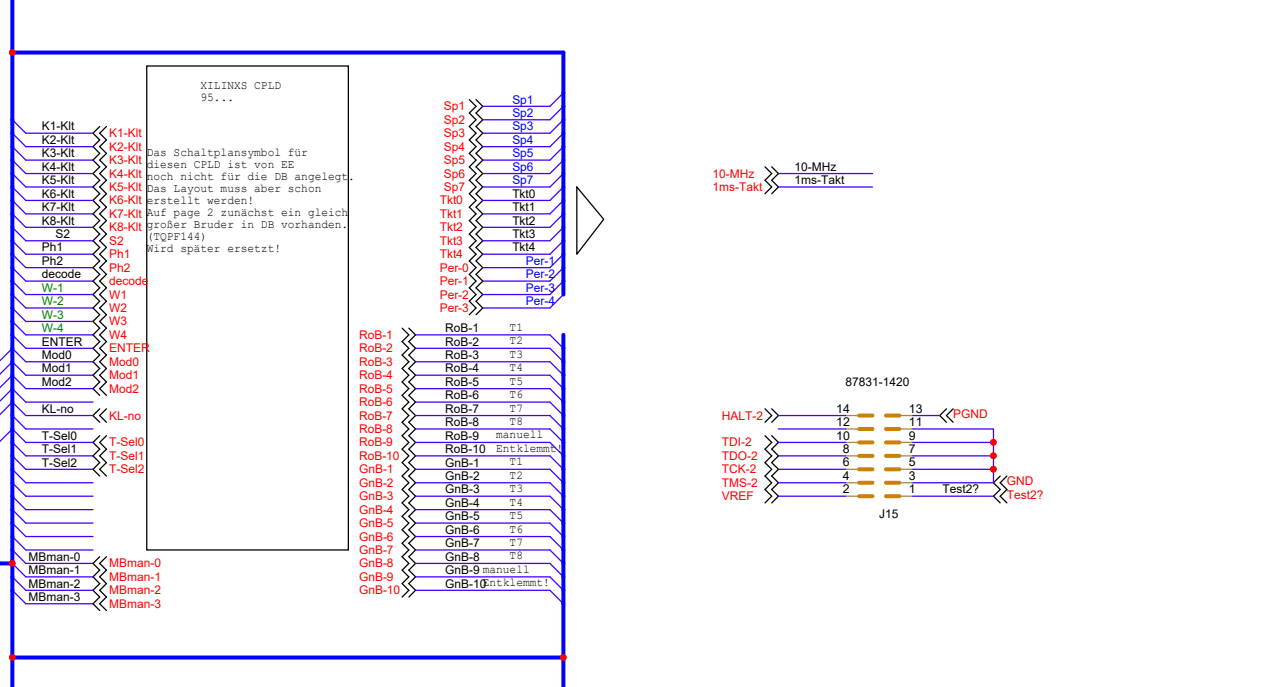 XILINXS CPLD
95...
Das Schaltplansymbol für
diesen CPLD ist von EE
noch nicht für die DB angelegt.
Das Layout muss aber schon
erstellt werden!
Auf page 2 zunächst ein gleich
großer Bruder in DB vorhanden.
(TQPF144)
Wird später ersetzt!
K1-Klt K1-Klt
K2-Klt K2-Klt
K3-Klt K3-Klt
K4-Klt K4-Klt
K5-Klt K5-Klt
K6-Klt K6-Klt
K7-Klt K7-Klt
K8-Klt K8-Klt
S2 S2
Ph1 Ph1
Ph2 Ph2
decode decode
W-1 W1
W-2 W2
W-3 W3
W-4 W4
ENTER ENTER
Mod0 Mod0
Mod1 Mod1
Mod2 Mod2
KL-no KL-no
T-Sel0 T-Sel0
T-Sel1 T-Sel1
T-Sel2 T-Sel2
MBman-0 MBman-0
MBman-1 MBman-1
MBman-2 MBman-2
MBman-3 MBman-3
Sp1 Sp1
Sp2 Sp2
Sp3 Sp3
Sp4 Sp4
Sp5 Sp5
Sp6 Sp6
Sp7 Sp7
Tkt0 Tkt0
Tkt1 Tkt1
Tkt2 Tkt2
Tkt3 Tkt3
Tkt4 Tkt4
Per-0 Per-1
Per-1 Per-2
Per-2 Per-3
Per-3 Per-4
RoB-1 RoB-1 T1
RoB-2 RoB-2 T2
RoB-3 RoB-3 T3
RoB-4 RoB-4 T4
RoB-5 RoB-5 T5
RoB-6 RoB-6 T6
RoB-7 RoB-7 T7
RoB-8 RoB-8 T8
RoB-9 RoB-9 manuell
RoB-10 RoB-10 Entklemmt!
GnB-1 GnB-1 T1
GnB-2 GnB-2 T2
GnB-3 GnB-3 T3
GnB-4 GnB-4 T4
GnB-5 GnB-5 T5
GnB-6 GnB-6 T6
GnB-7 GnB-7 T7
GnB-8 GnB-8 T8
GnB-9 GnB-9 manuell
GnB-10 GnB-10 Entklemmt!
10-MHz 10-MHz
1ms-Takt 1ms-Takt
87831-1420
HALT-2 14 13 PGND
12 11
TDI-2 10 9
TDO-2 8 7
TCK-2 6 5
TMS-2 4 3 GND
VREF 2 1 Test2? Test2?
J15